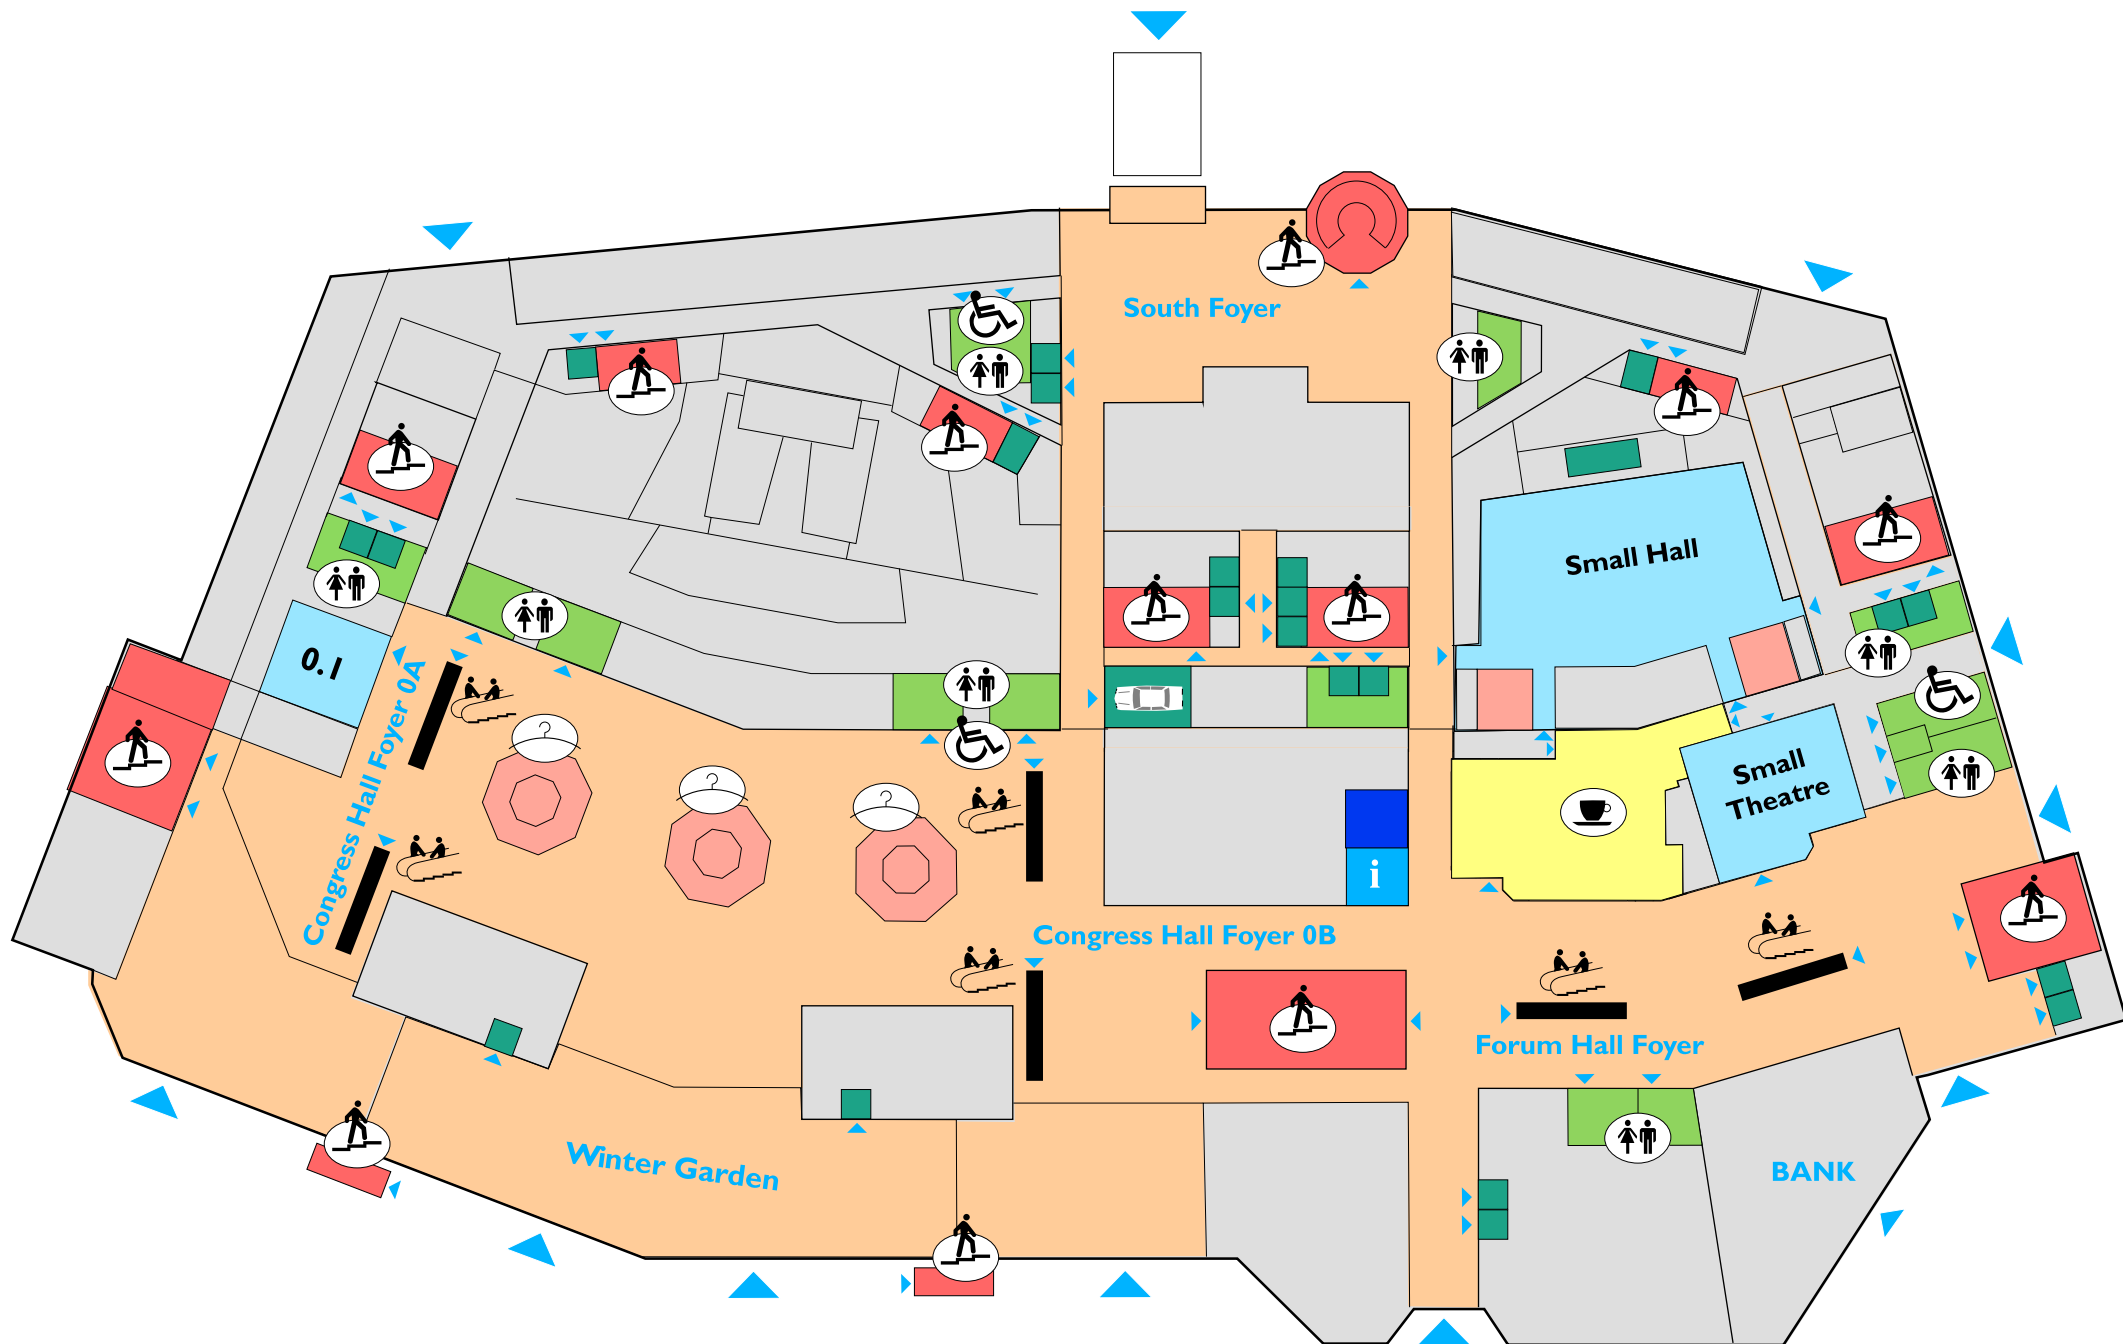 South Foyer
Small Hall
0.1
Congress Hall Foyer 0A
Small
Theatre
i
Congress Hall Foyer 0B
Forum Hall Foyer
Winter Garden
BANK